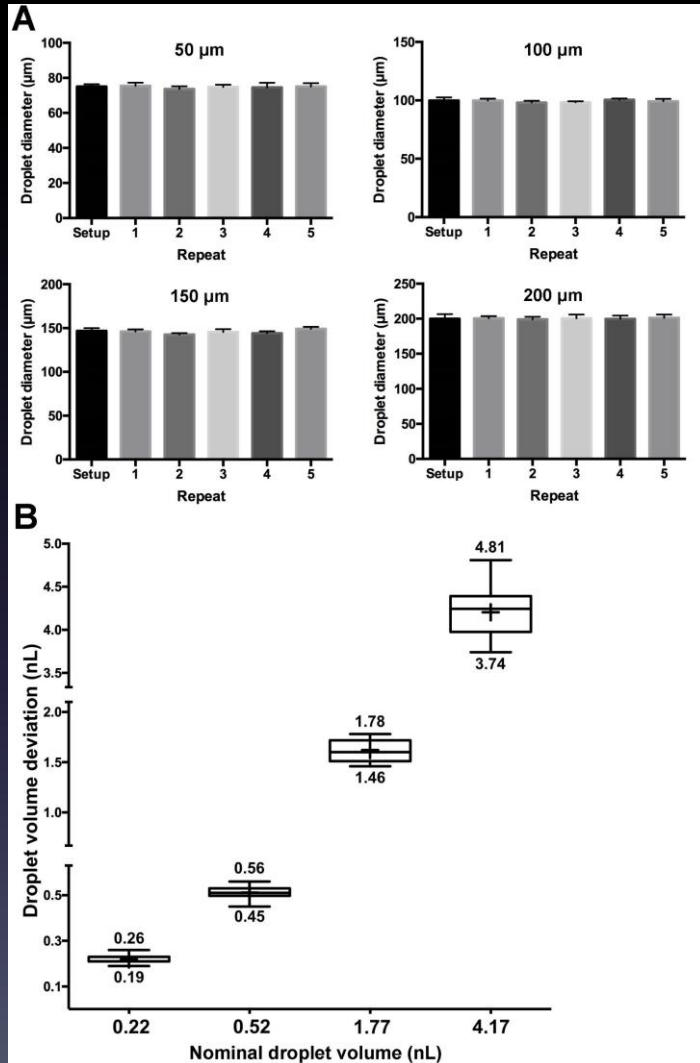 A
50 µm
Droplet diameter (µm)
100
80
60
40
20
0
Setup 1 2 3 4 5
Repeat
100 µm
Droplet diameter (µm)
150
100
50
0
Setup 1 2 3 4 5
Repeat
150 µm
Droplet diameter (µm)
200
150
100
50
0
Setup 1 2 3 4 5
Repeat
200 µm
Droplet diameter (µm)
250
200
150
100
50
0
Setup 1 2 3 4 5
Repeat
B
Droplet volume deviation (nL)
5.0
4.5
4.0
3.5
2.0
1.5
1.0
0.5
0.3
0.1
4.81
3.74
1.78
1.46
0.56
0.45
0.26
0.19
0.22 0.52 1.77 4.17
Nominal droplet volume (nL)